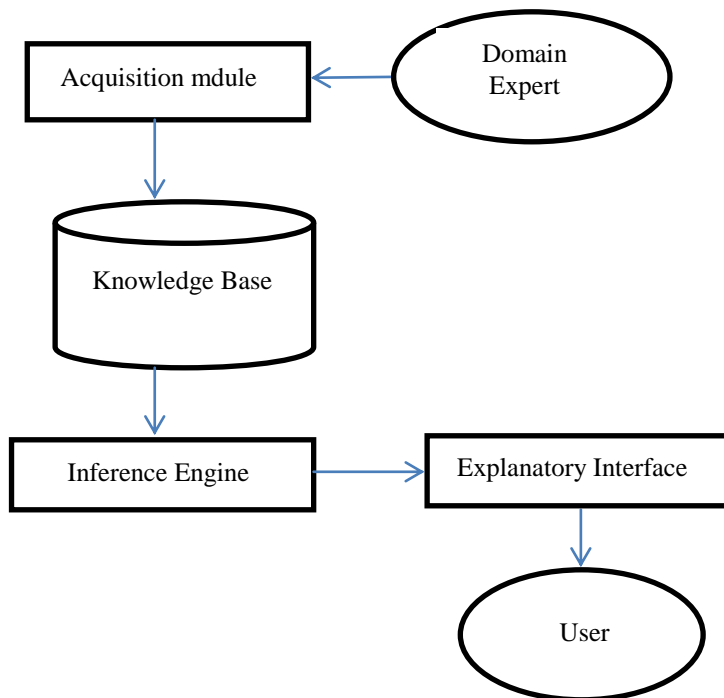 Acquisition mdule
Domain
Expert
Knowledge Base
Inference Engine
Explanatory Interface
User